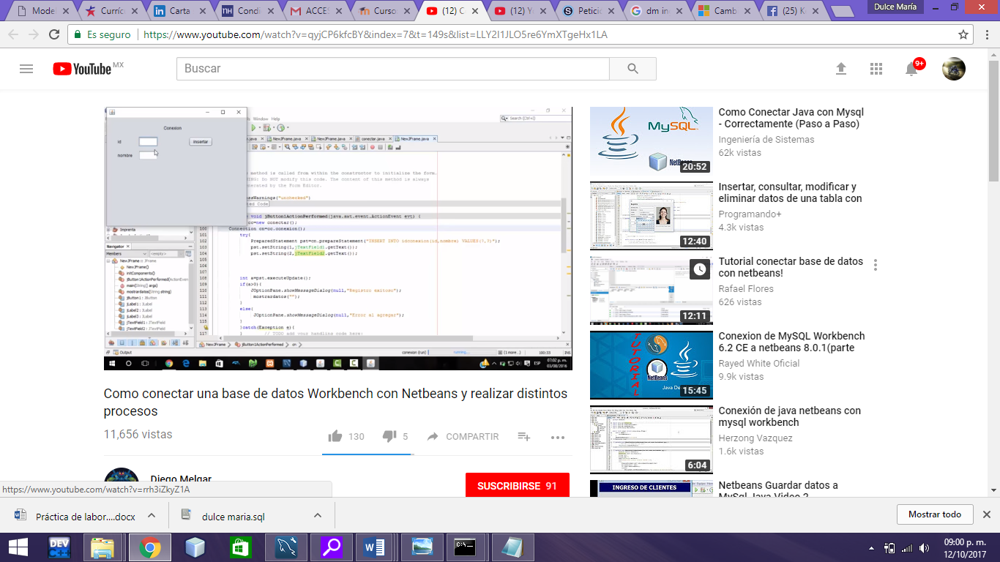 Model
Curríc
Carta
Condi
ACCES
Curso
(12) C
(12) Y
Petició
dm in
Camb
(25) K
Dulce María
Es seguro
https://www.youtube.com/watch?v=qyjCP6kfcBY&index=7&t=149s&list=LLY2I1JLO5re6YmXTgeHx1LA
YouTube MX
Buscar
9+
Conexion
id
insertar
nombre
Window Help
Search (Ctrl+I)
NewJFrame.java
NewJFrame.java
conectar.java
NewJFrame.java
method is called from within the constructor to initialize the form.
ING: Do NOT modify this code. The content of this method is always
enerated by the Form Editor.
essWarnings("unchecked")
ted Code
void jButton1ActionPerformed(java.awt.event.ActionEvent evt) {
cc=new conectar();
Connection cn=cc.conexion();
try{
PreparedStatement pst=cn.prepareStatement("INSERT INTO idconexion(id,nombre) VALUES(?,?)");
pst.setString(1,jTextField1.getText());
pst.setString(2,jTextField2.getText());
int a=pst.executeUpdate();
if(a>0){
JOptionPane.showMessageDialog(null,"Registro exitoso");
mostrardatos("");
}
else{
JOptionPane.showMessageDialog(null,"Error al agregar");
}
}catch(Exception e){
// TODO add your handling code here:
Imprenta
Navigator
Members
<empty>
NewJFrame :: JFrame
NewJFrame()
initComponents()
jButton1ActionPerformed(ActionEven
main(String[] args)
mostrardatos(String string)
jButton1 : JButton
jLabel1 : JLabel
jLabel2 : JLabel
jLabel3 : JLabel
jTextField1 : JTextField
jTextField2 : JTextField
100
101
102
103
104
105
106
107
108
109
110
111
112
113
114
115
116
117
NewJFrame
jButton1ActionPerformed
cn
Output
conexion (run)
running...
(1 more...)
100:33
INS
ESP
07:02 p. m.
03/08/2016
Como conectar una base de datos Workbench con Netbeans y realizar distintos
procesos
11,656 vistas
130
5
COMPARTIR
Diego Melgar
SUSCRIBIRSE 91
MySQL
NetBeans
20:52
Como Conectar Java con Mysql
- Correctamente (Paso a Paso)
Ingeniería de Sistemas
62k vistas
12:40
Insertar, consultar, modificar y
eliminar datos de una tabla con
Programando+
4.3k vistas
12:11
Tutorial conectar base de datos
con netbeans!
Rafael Flores
626 vistas
TUTORIAL
NetBeans
Java De
15:45
Conexion de MySQL Workbench
6.2 CE a netbeans 8.0.1(parte
Rayed White Oficial
9.9k vistas
6:04
Conexión de java netbeans con
mysql workbench
Herzong Vazquez
1.6k vistas
INGRESO DE CLIENTES
Netbeans Guardar datos a
MySql Java Video 2
https://www.youtube.com/watch?v=rrh3iZkyZ1A
Práctica de labor....docx
dulce maria.sql
Mostrar todo
DEV
C++
09:00 p. m.
12/10/2017